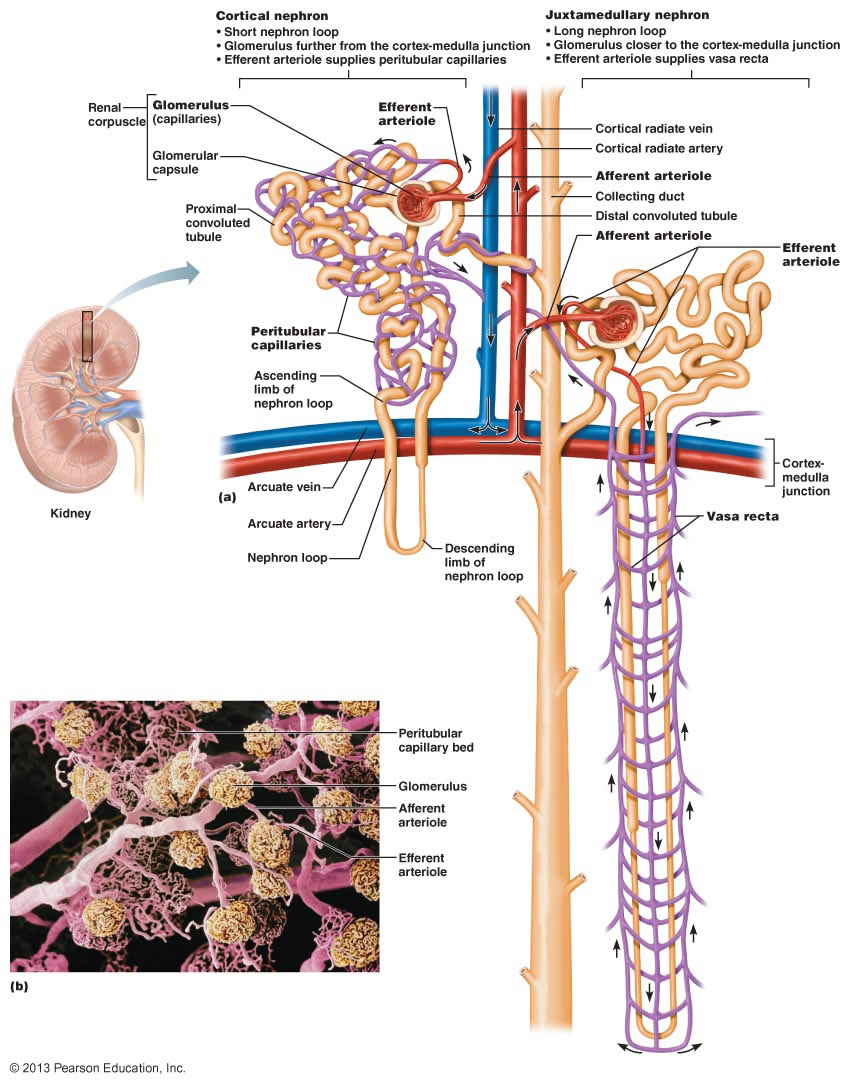 Cortical nephron
• Short nephron loop
• Glomerulus further from the cortex-medulla junction
• Efferent arteriole supplies peritubular capillaries
Juxtamedullary nephron
• Long nephron loop
• Glomerulus closer to the cortex-medulla junction
• Efferent arteriole supplies vasa recta
Renal
corpuscle
Glomerulus
(capillaries)
Glomerular
capsule
Efferent
arteriole
Proximal
convoluted
tubule
Cortical radiate vein
Cortical radiate artery
Afferent arteriole
Collecting duct
Distal convoluted tubule
Afferent arteriole
Efferent
arteriole
Peritubular
capillaries
Ascending
limb of
nephron loop
Kidney
(a)
Arcuate vein
Arcuate artery
Nephron loop
Descending
limb of
nephron loop
Cortex-
medulla
junction
Vasa recta
Peritubular
capillary bed
Glomerulus
Afferent
arteriole
Efferent
arteriole
(b)
© 2013 Pearson Education, Inc.